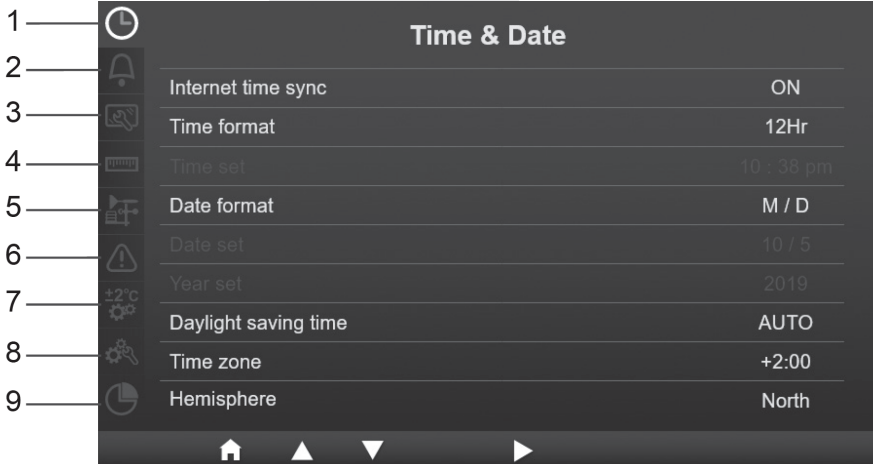 1
Time & Date
2
Internet time sync ON
3
Time format 12Hr
4
Time set 10 : 38 pm
5
Date format M / D
6
Date set 10 / 5
Year set 2019
7
±2°C
Daylight saving time AUTO
8
Time zone +2:00
9
Hemisphere North